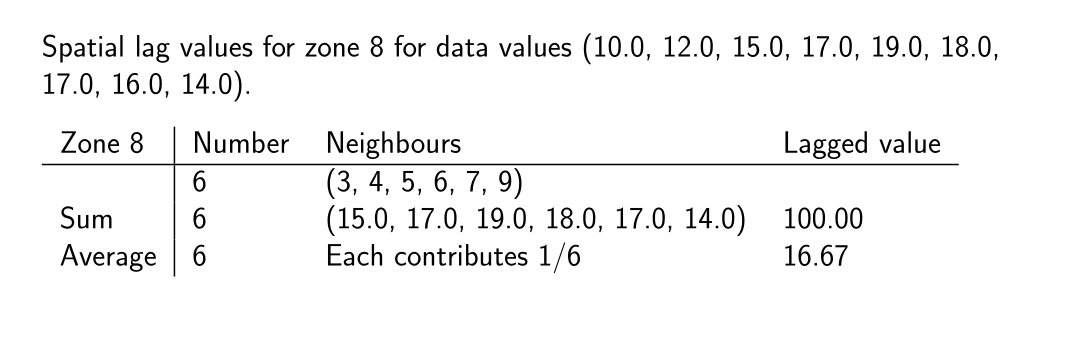 Spatial lag values for zone 8 for data values (10.0, 12.0, 15.0, 17.0, 19.0, 18.0,
17.0, 16.0, 14.0).
Zone 8 Number Neighbours Lagged value
6 (3, 4, 5, 6, 7, 9)
Sum 6 (15.0, 17.0, 19.0, 18.0, 17.0, 14.0) 100.00
Average 6 Each contributes 1/6 16.67